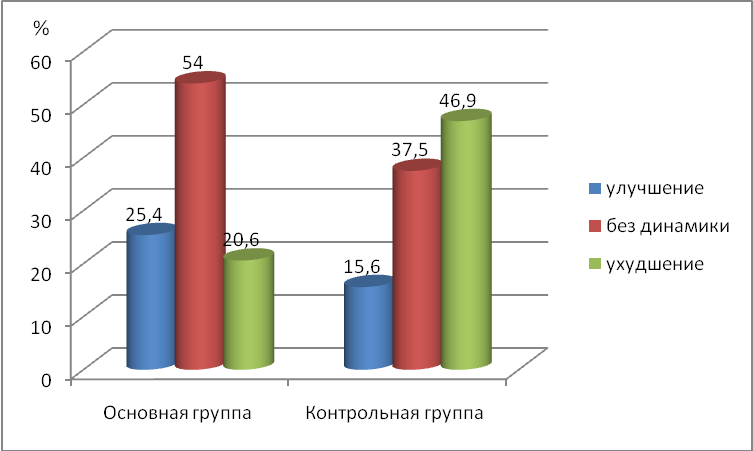 %
60
50
40
30
20
10
0
25,4
54
20,6
15,6
37,5
46,9
Основная группа
Контрольная группа
улучшение
без динамики
ухудшение